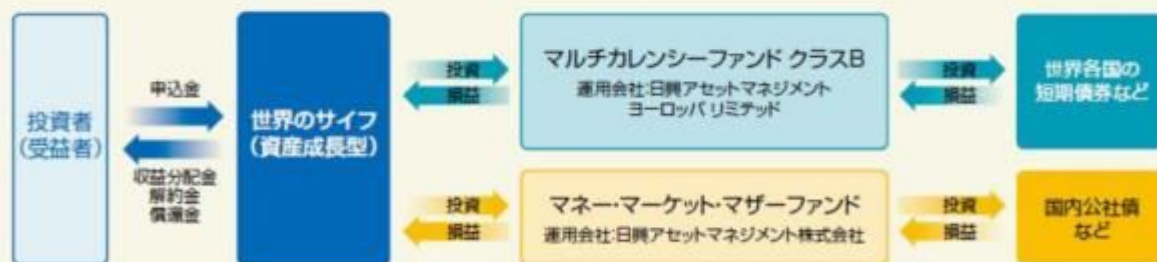 投資者
(受益者)
申込金
収益分配金
解約金
償還金
世界のサイフ
(資産成長型)
投資
損益
マルチカレンシーファンド クラスB
運用会社:日興アセットマネジメント
ヨーロッパ リミテッド
投資
損益
世界各国の
短期債券など
投資
損益
マネー・マーケット・マザーファンド
運用会社:日興アセットマネジメント株式会社
投資
損益
国内公社債
など